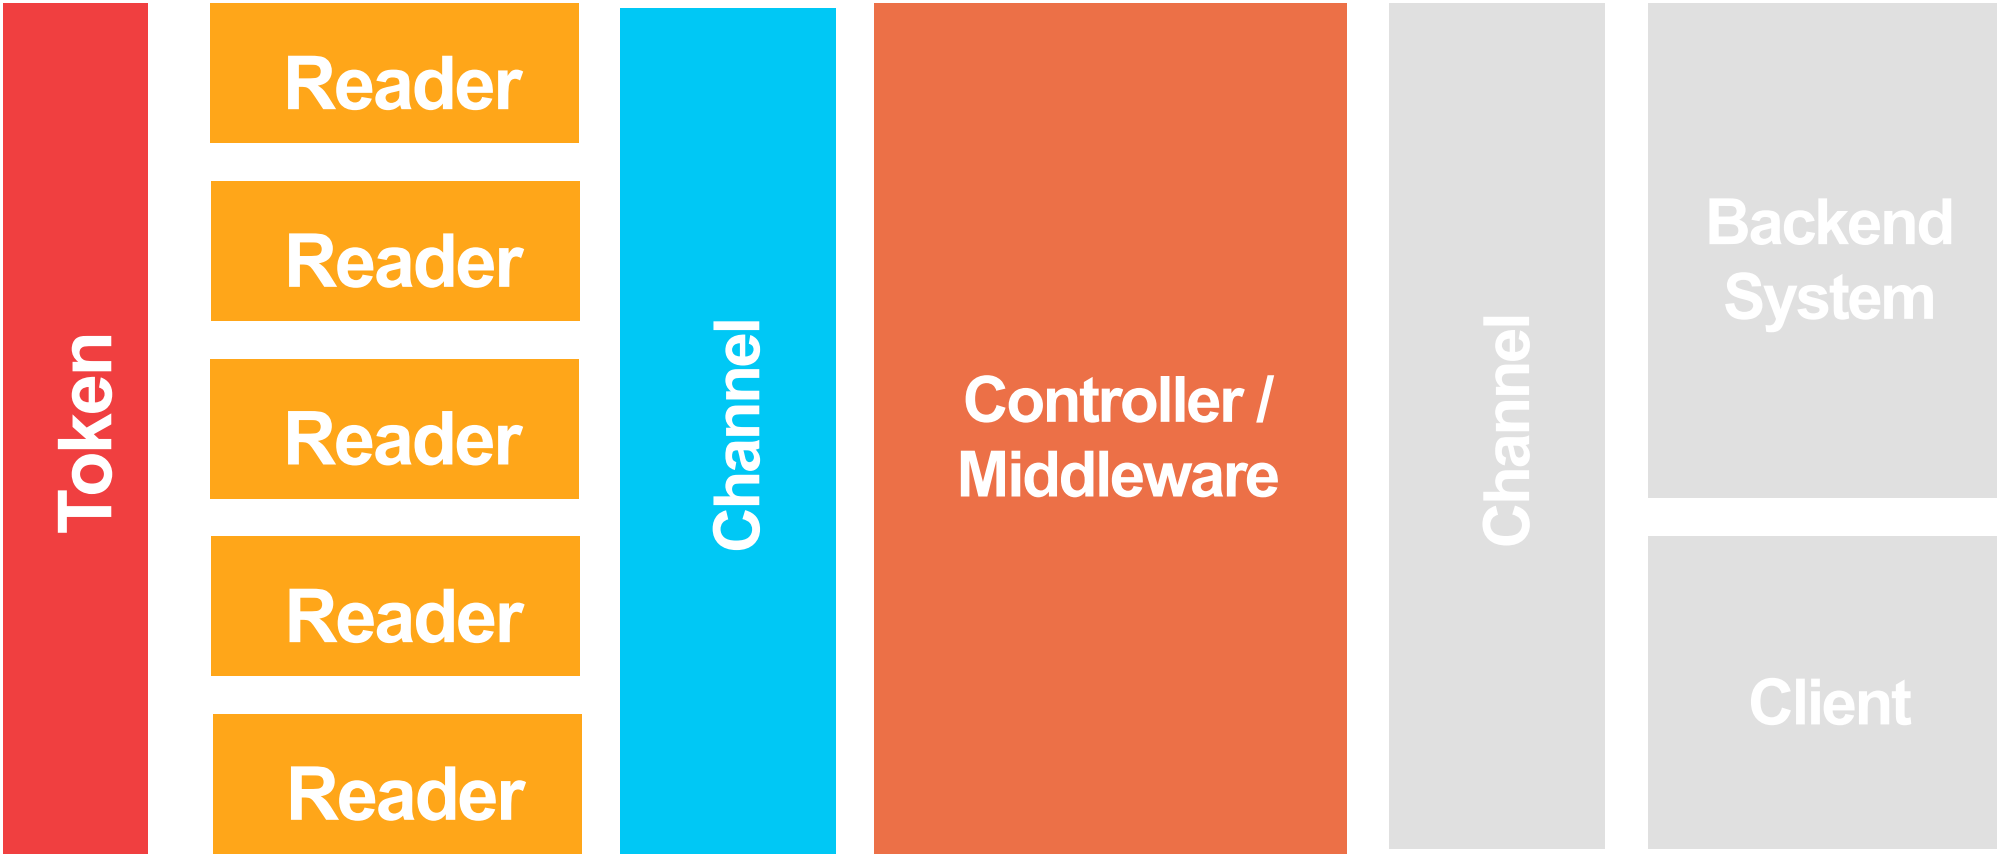 Token
Reader
Reader
Reader
Reader
Reader
Channel
Controller /
Middleware
Channel
Backend
System
Client